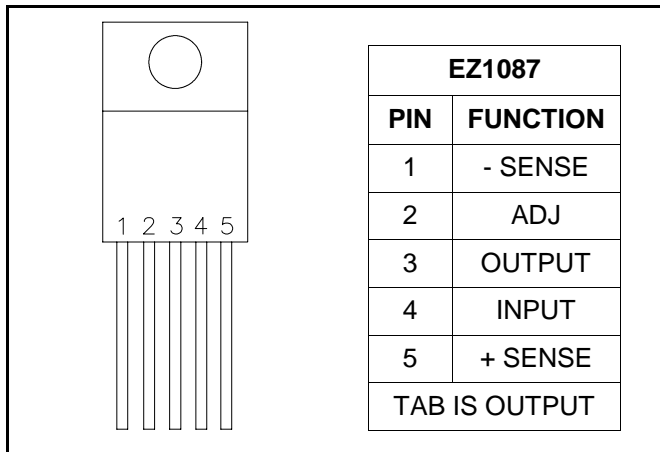 1 2 3 4 5
EZ1087
PIN FUNCTION
1 - SENSE
2 ADJ
3 OUTPUT
4 INPUT
5 + SENSE
TAB IS OUTPUT